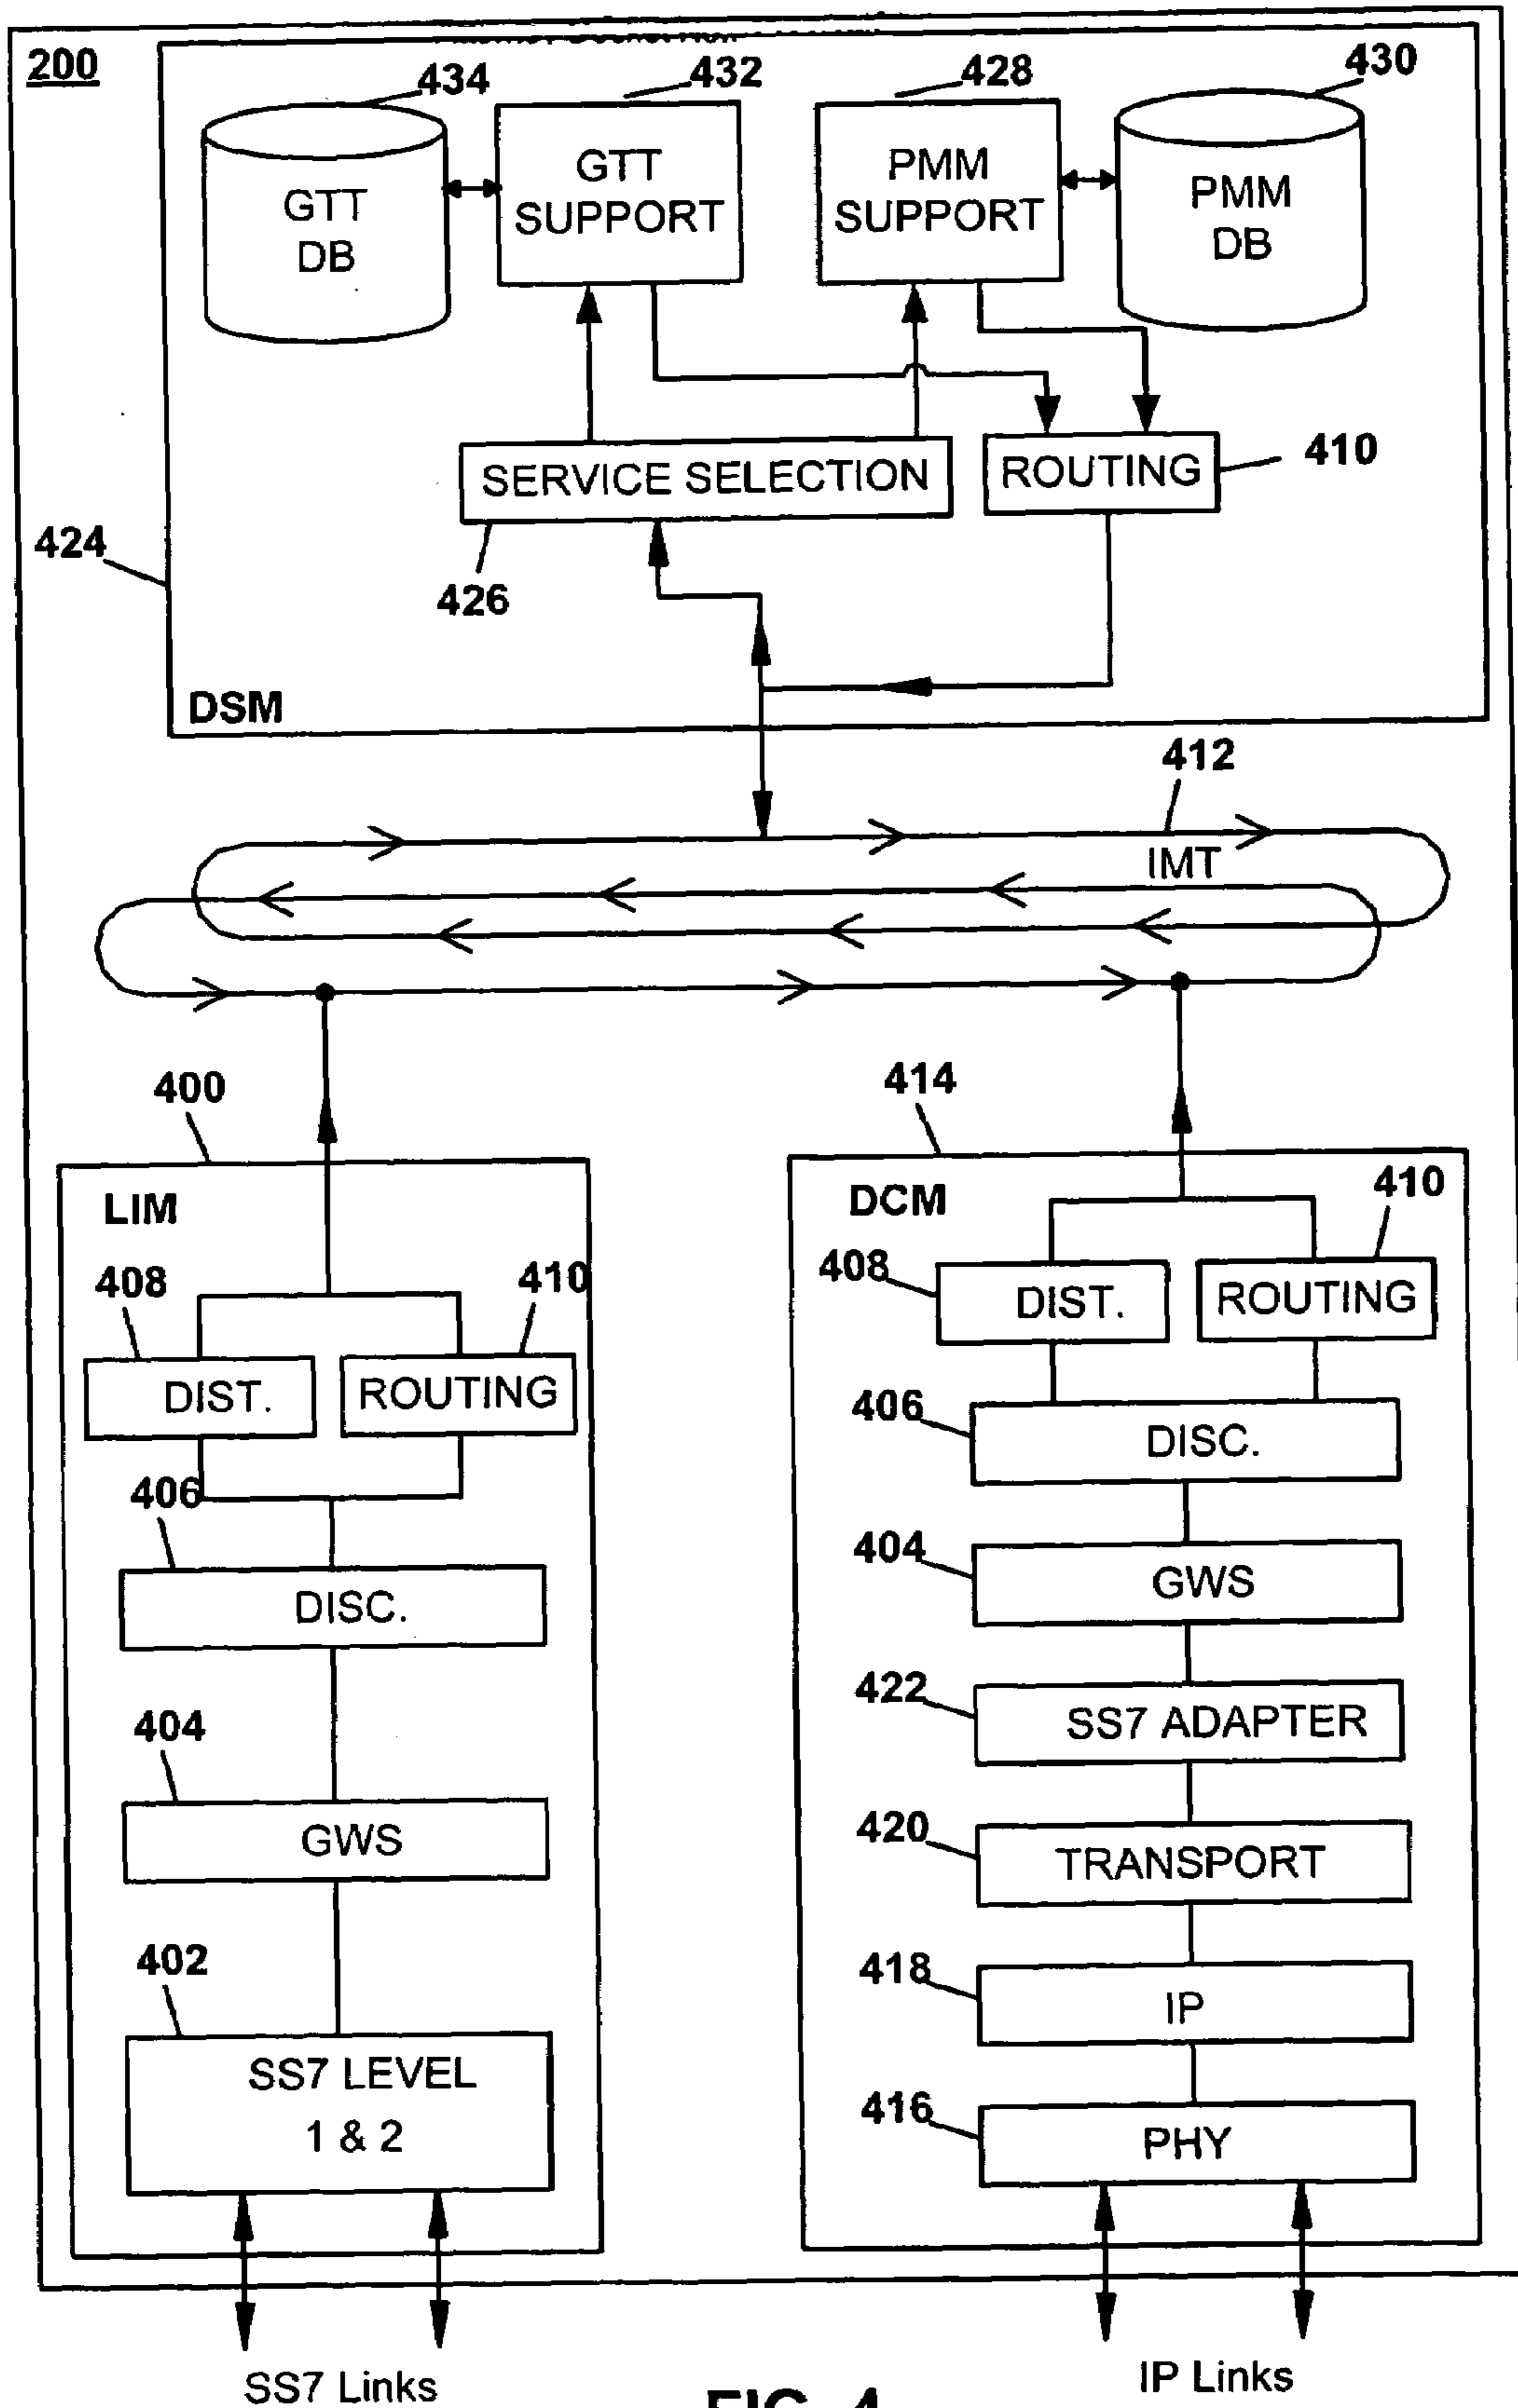 200
434
432
428
430
GTT
DB
GTT
SUPPORT
PMM
SUPPORT
PMM
DB
SERVICE SELECTION
ROUTING
410
424
426
DSM
412
IMT
400
414
LIM
DCM
410
408
408
410
DIST.
ROUTING
DIST.
ROUTING
406
406
DISC.
DISC.
404
GWS
404
GWS
422
SS7 ADAPTER
420
TRANSPORT
402
SS7 LEVEL
1 & 2
418
IP
416
PHY
SS7 Links
IP Links
FIG. 4